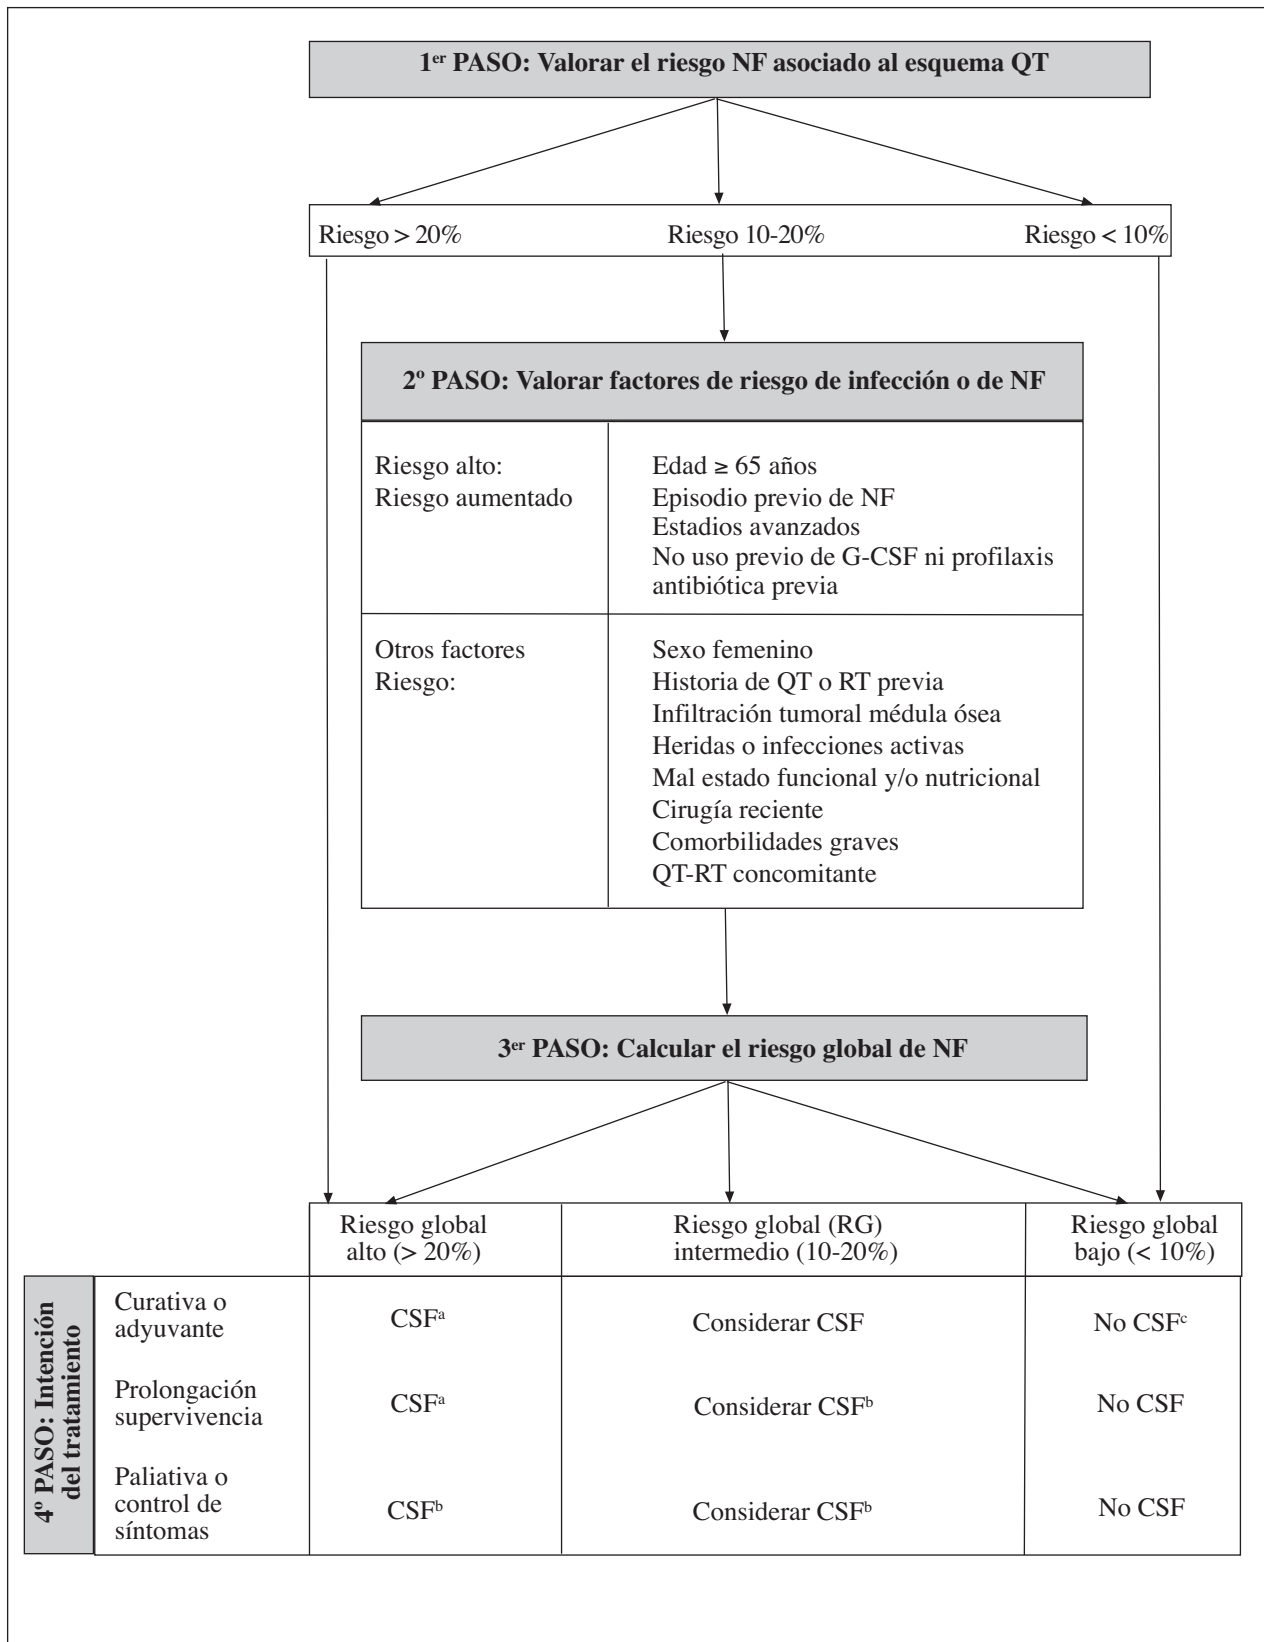 1er PASO: Valorar el riesgo NF asociado al esquema QT
Riesgo > 20%
Riesgo 10-20%
Riesgo < 10%
2º PASO: Valorar factores de riesgo de infección o de NF
Riesgo alto:
Riesgo aumentado
Edad ≥ 65 años
Episodio previo de NF
Estadios avanzados
No uso previo de G-CSF ni profilaxis
antibiótica previa
Otros factores
Riesgo:
Sexo femenino
Historia de QT o RT previa
Infiltración tumoral médula ósea
Heridas o infecciones activas
Mal estado funcional y/o nutricional
Cirugía reciente
Comorbilidades graves
QT-RT concomitante
3er PASO: Calcular el riesgo global de NF
Riesgo global
alto (> 20%)
Riesgo global (RG)
intermedio (10-20%)
Riesgo global
bajo (< 10%)
4º PASO: Intención
del tratamiento
Curativa o
adyuvante
CSFa
Considerar CSF
No CSFc
Prolongación
supervivencia
CSFa
Considerar CSFb
No CSF
Paliativa o
control de
síntomas
CSFb
Considerar CSFb
No CSF